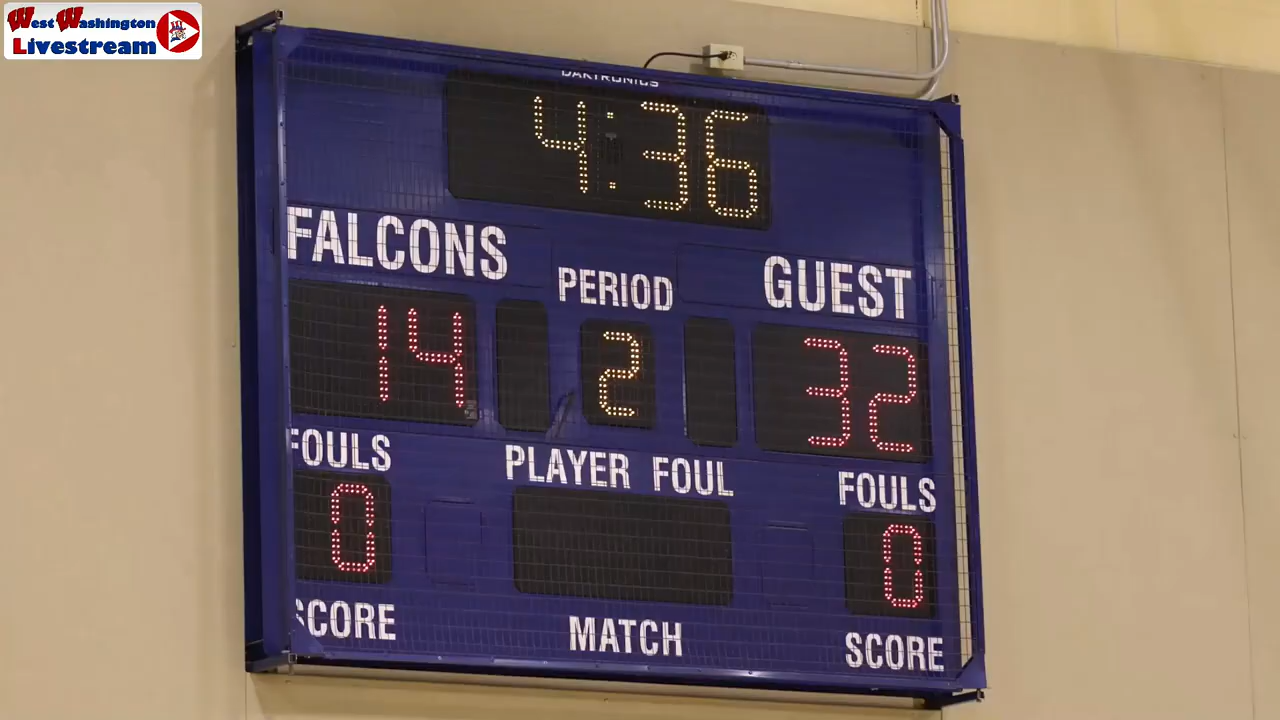 West Washington
Livestream
DAKTRONICS
4:36
FALCONS
PERIOD
GUEST
14
2
32
FOULS
PLAYER FOUL
FOULS
0
0
SCORE
MATCH
SCORE